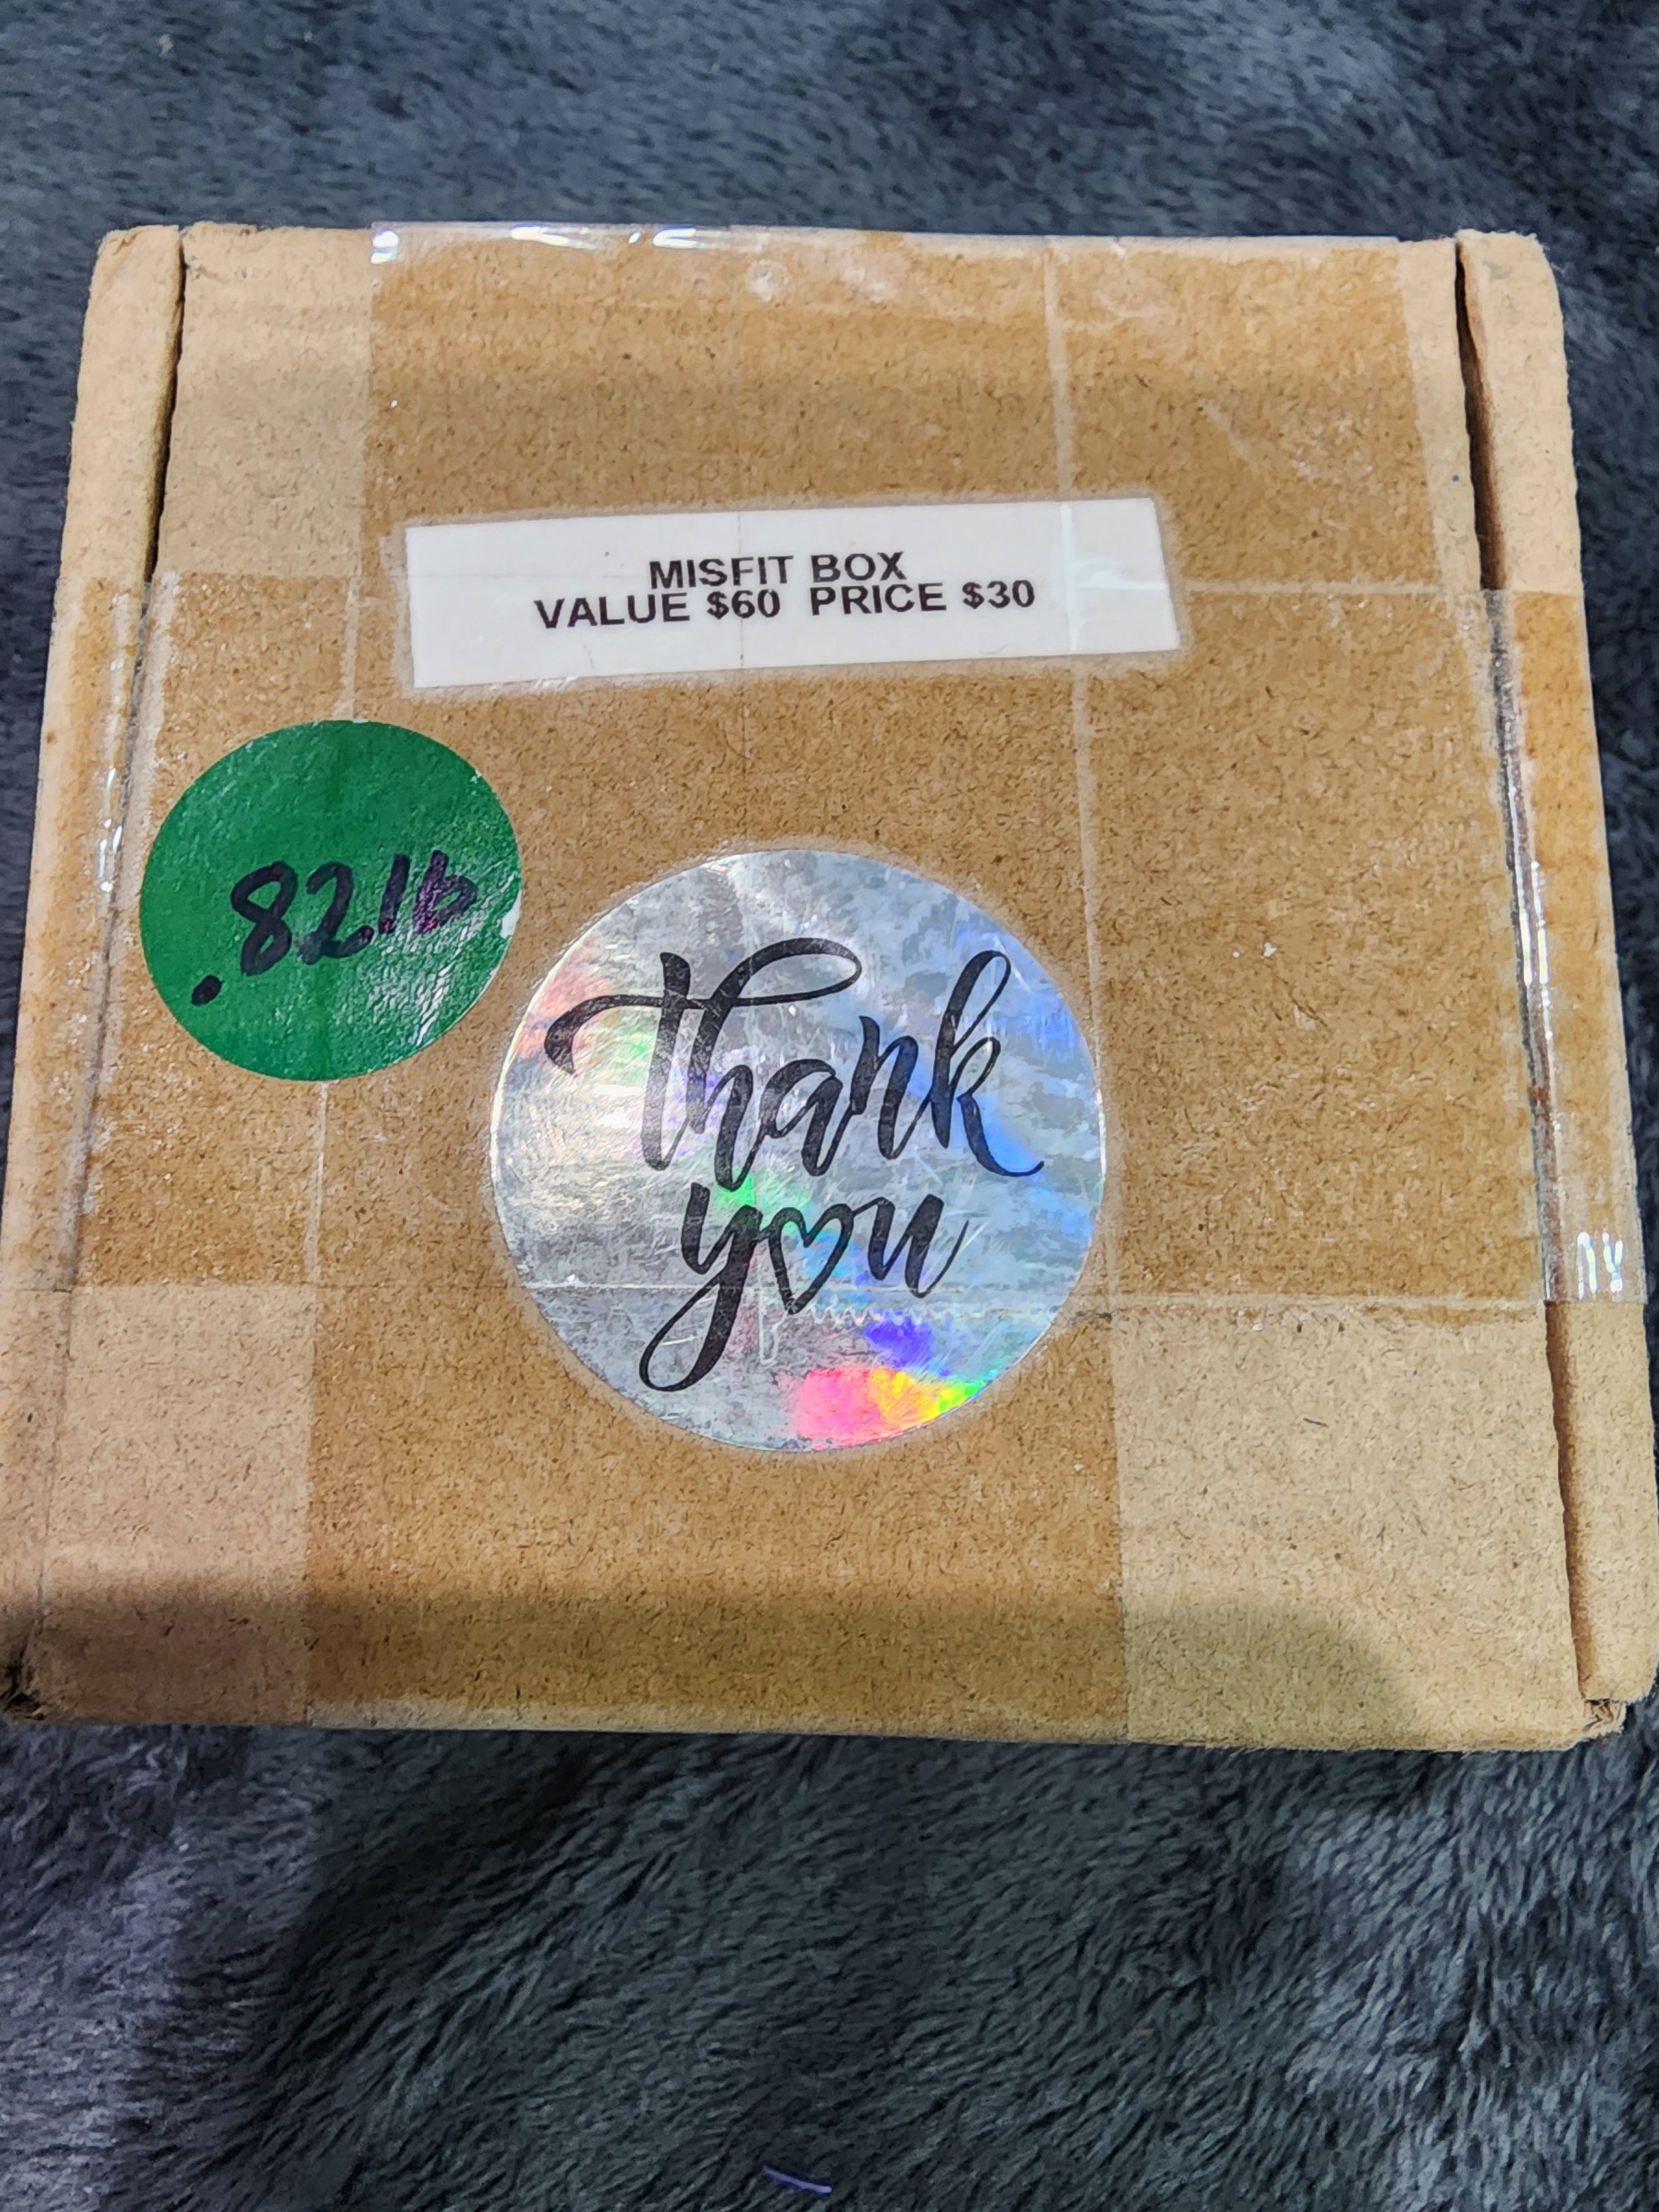 MISFIT BOX
VALUE $60 PRICE $30
.82lb
thank
you